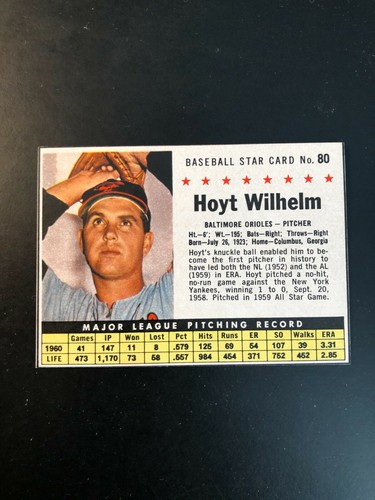 BASEBALL STAR CARD No. 80
★ ★ ★ ★ ★ ★ ★ ★
Hoyt Wilhelm
BALTIMORE ORIOLES — PITCHER
Ht.—6'; Wt.—195; Bats—Right; Throws—Right
Born—July 26, 1923; Home—Columbus, Georgia
Hoyt's knuckle ball enabled him to be-
come the first pitcher in history to
have led both the NL (1952) and the AL
(1959) in ERA. Hoyt pitched a no-hit,
no-run game against the New York
Yankees, winning 1 to 0, Sept. 20,
1958. Pitched in 1959 All Star Game.
MAJOR LEAGUE PITCHING RECORD
Games IP Won Lost Pct Hits Runs ER SO Walks ERA
1960 41 147 11 8 .579 125 69 54 107 39 3.31
LIFE 473 1,170 73 58 .557 984 454 371 752 452 2.85